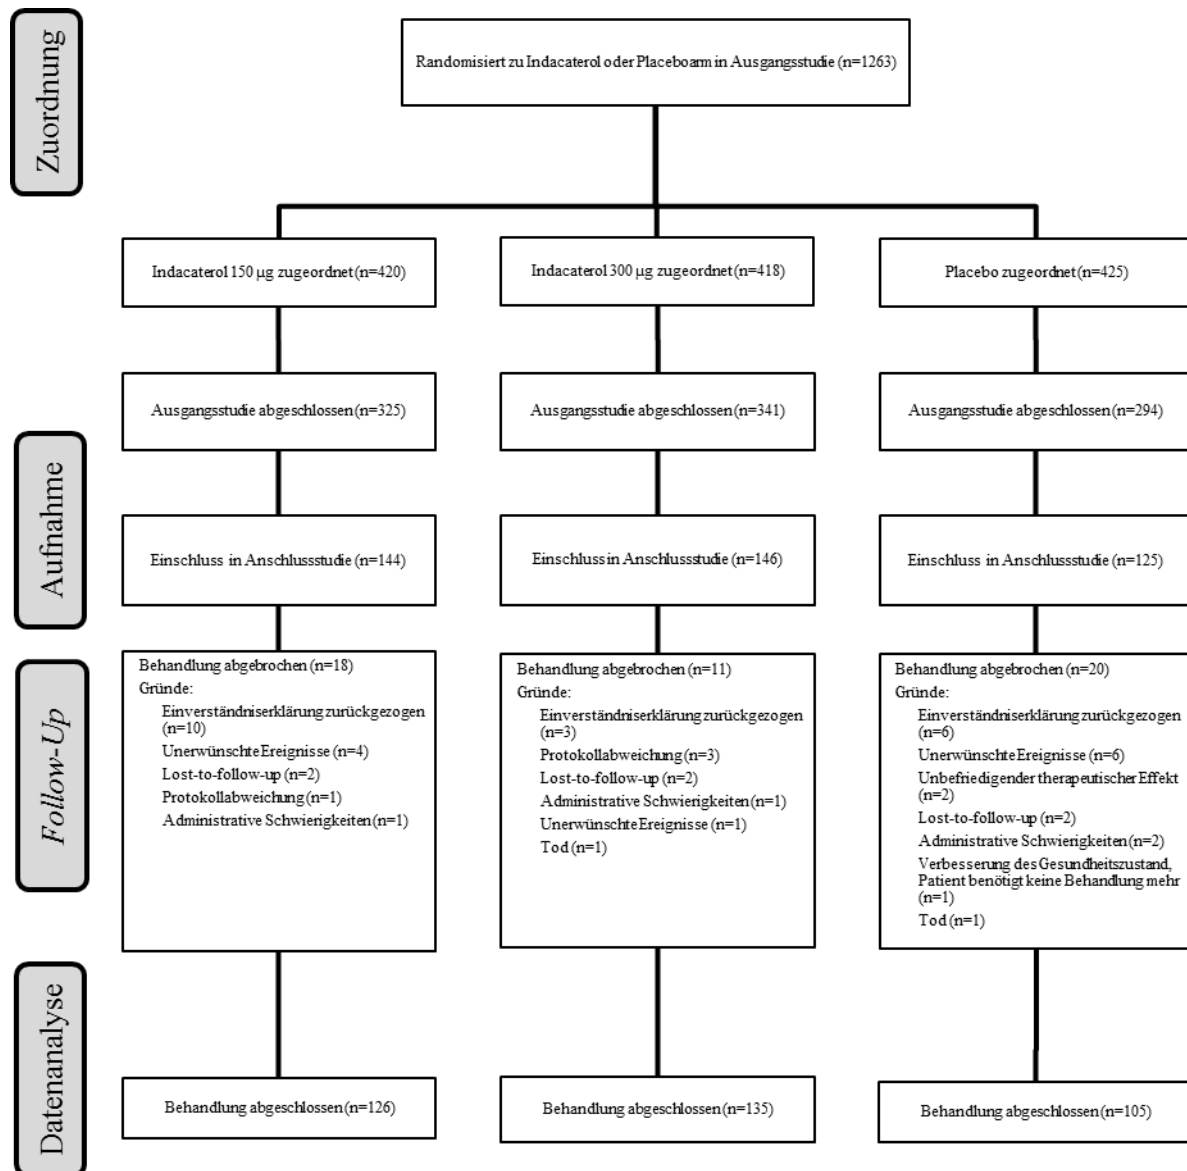 Zuordnung
Randomisiert zu Indacaterol oder Placeboarm in Ausgangsstudie (n=1263)
Indacaterol 150 µg zugeordnet (n=420)
Indacaterol 300 µg zugeordnet (n=418)
Placebo zugeordnet (n=425)
Ausgangsstudie abgeschlossen (n=325)
Ausgangsstudie abgeschlossen (n=341)
Ausgangsstudie abgeschlossen (n=294)
Aufnahme
Einschluss in Anschlussstudie (n=144)
Einschluss in Anschlussstudie (n=146)
Einschluss in Anschlussstudie (n=125)
Follow-Up
Behandlung abgebrochen (n=18)
Gründe:
Einverständniserklärung zurückgezogen
(n=10)
Unerwünschte Ereignisse (n=4)
Lost-to-follow-up (n=2)
Protokollabweichung (n=1)
Administrative Schwierigkeiten (n=1)
Behandlung abgebrochen (n=11)
Gründe:
Einverständniserklärung zurückgezogen
(n=3)
Protokollabweichung (n=3)
Lost-to-follow-up (n=2)
Administrative Schwierigkeiten (n=1)
Unerwünschte Ereignisse (n=1)
Tod (n=1)
Behandlung abgebrochen (n=20)
Gründe:
Einverständniserklärung zurückgezogen
(n=6)
Unerwünschte Ereignisse (n=6)
Unbefriedigender therapeutischer Effekt
(n=2)
Lost-to-follow-up (n=2)
Administrative Schwierigkeiten (n=2)
Verbesserung des Gesundheitszustand,
Patient benötigt keine Behandlung mehr
(n=1)
Tod (n=1)
Datenanalyse
Behandlung abgeschlossen (n=126)
Behandlung abgeschlossen (n=135)
Behandlung abgeschlossen (n=105)